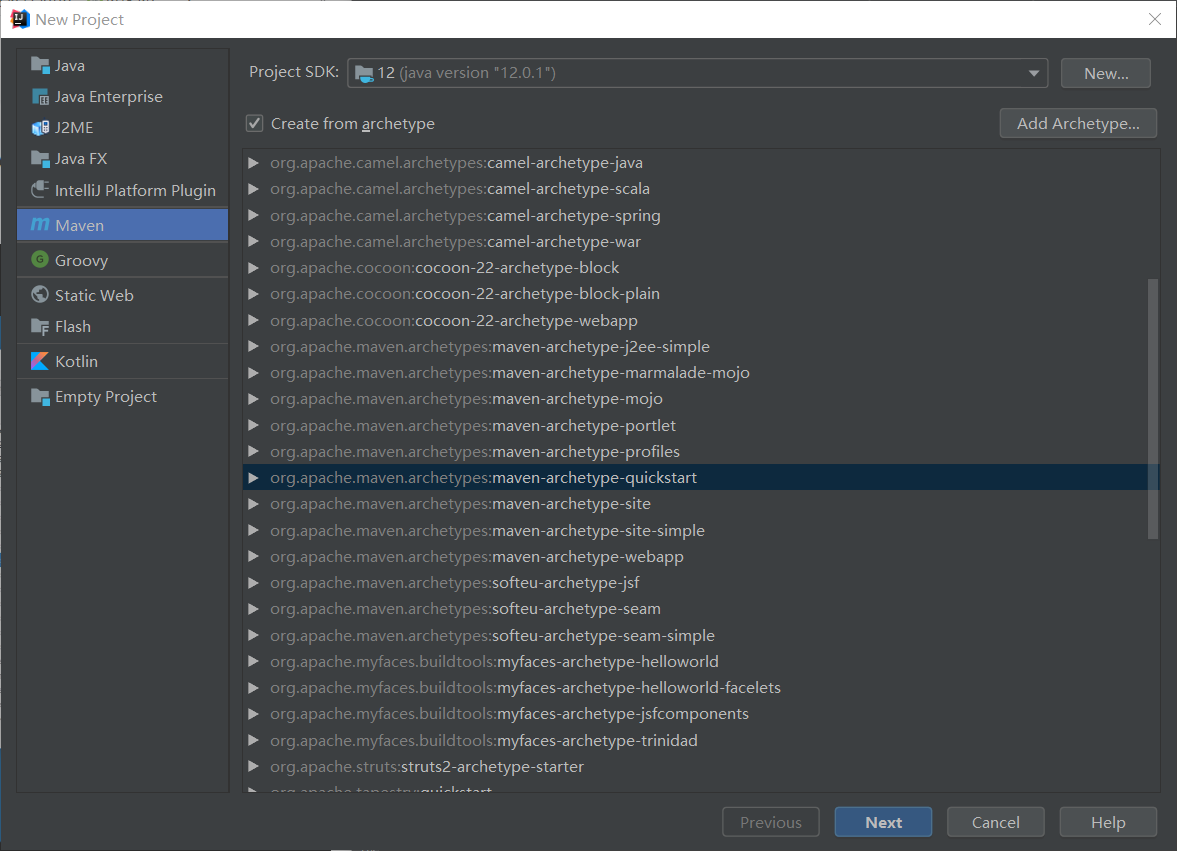 New Project
Java
Java Enterprise
J2ME
Java FX
IntelliJ Platform Plugin
Maven
Groovy
Static Web
Flash
Kotlin
Empty Project
Project SDK: 12 (java version "12.0.1") New...
Create from archetype Add Archetype...
org.apache.camel.archetypes:camel-archetype-java
org.apache.camel.archetypes:camel-archetype-scala
org.apache.camel.archetypes:camel-archetype-spring
org.apache.camel.archetypes:camel-archetype-war
org.apache.cocoon:cocoon-22-archetype-block
org.apache.cocoon:cocoon-22-archetype-block-plain
org.apache.cocoon:cocoon-22-archetype-webapp
org.apache.maven.archetypes:maven-archetype-j2ee-simple
org.apache.maven.archetypes:maven-archetype-marmalade-mojo
org.apache.maven.archetypes:maven-archetype-mojo
org.apache.maven.archetypes:maven-archetype-portlet
org.apache.maven.archetypes:maven-archetype-profiles
org.apache.maven.archetypes:maven-archetype-quickstart
org.apache.maven.archetypes:maven-archetype-site
org.apache.maven.archetypes:maven-archetype-site-simple
org.apache.maven.archetypes:maven-archetype-webapp
org.apache.maven.archetypes:softeu-archetype-jsf
org.apache.maven.archetypes:softeu-archetype-seam
org.apache.maven.archetypes:softeu-archetype-seam-simple
org.apache.myfaces.buildtools:myfaces-archetype-helloworld
org.apache.myfaces.buildtools:myfaces-archetype-helloworld-facelets
org.apache.myfaces.buildtools:myfaces-archetype-jsfcomponents
org.apache.myfaces.buildtools:myfaces-archetype-trinidad
org.apache.struts:struts2-archetype-starter
org.apache.tapestry:quickstart
Previous Next Cancel Help